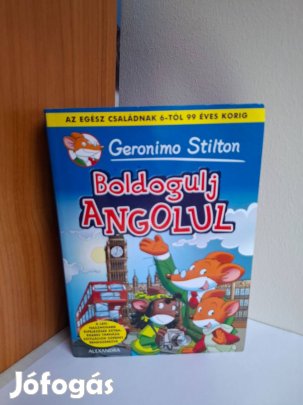 AZ EGÉSZ CSALÁDNAK 6-TÓL 99 ÉVES KORIG
Geronimo Stilton
Boldogulj
ANGOLUL
ALEXANDRA
Jófogás